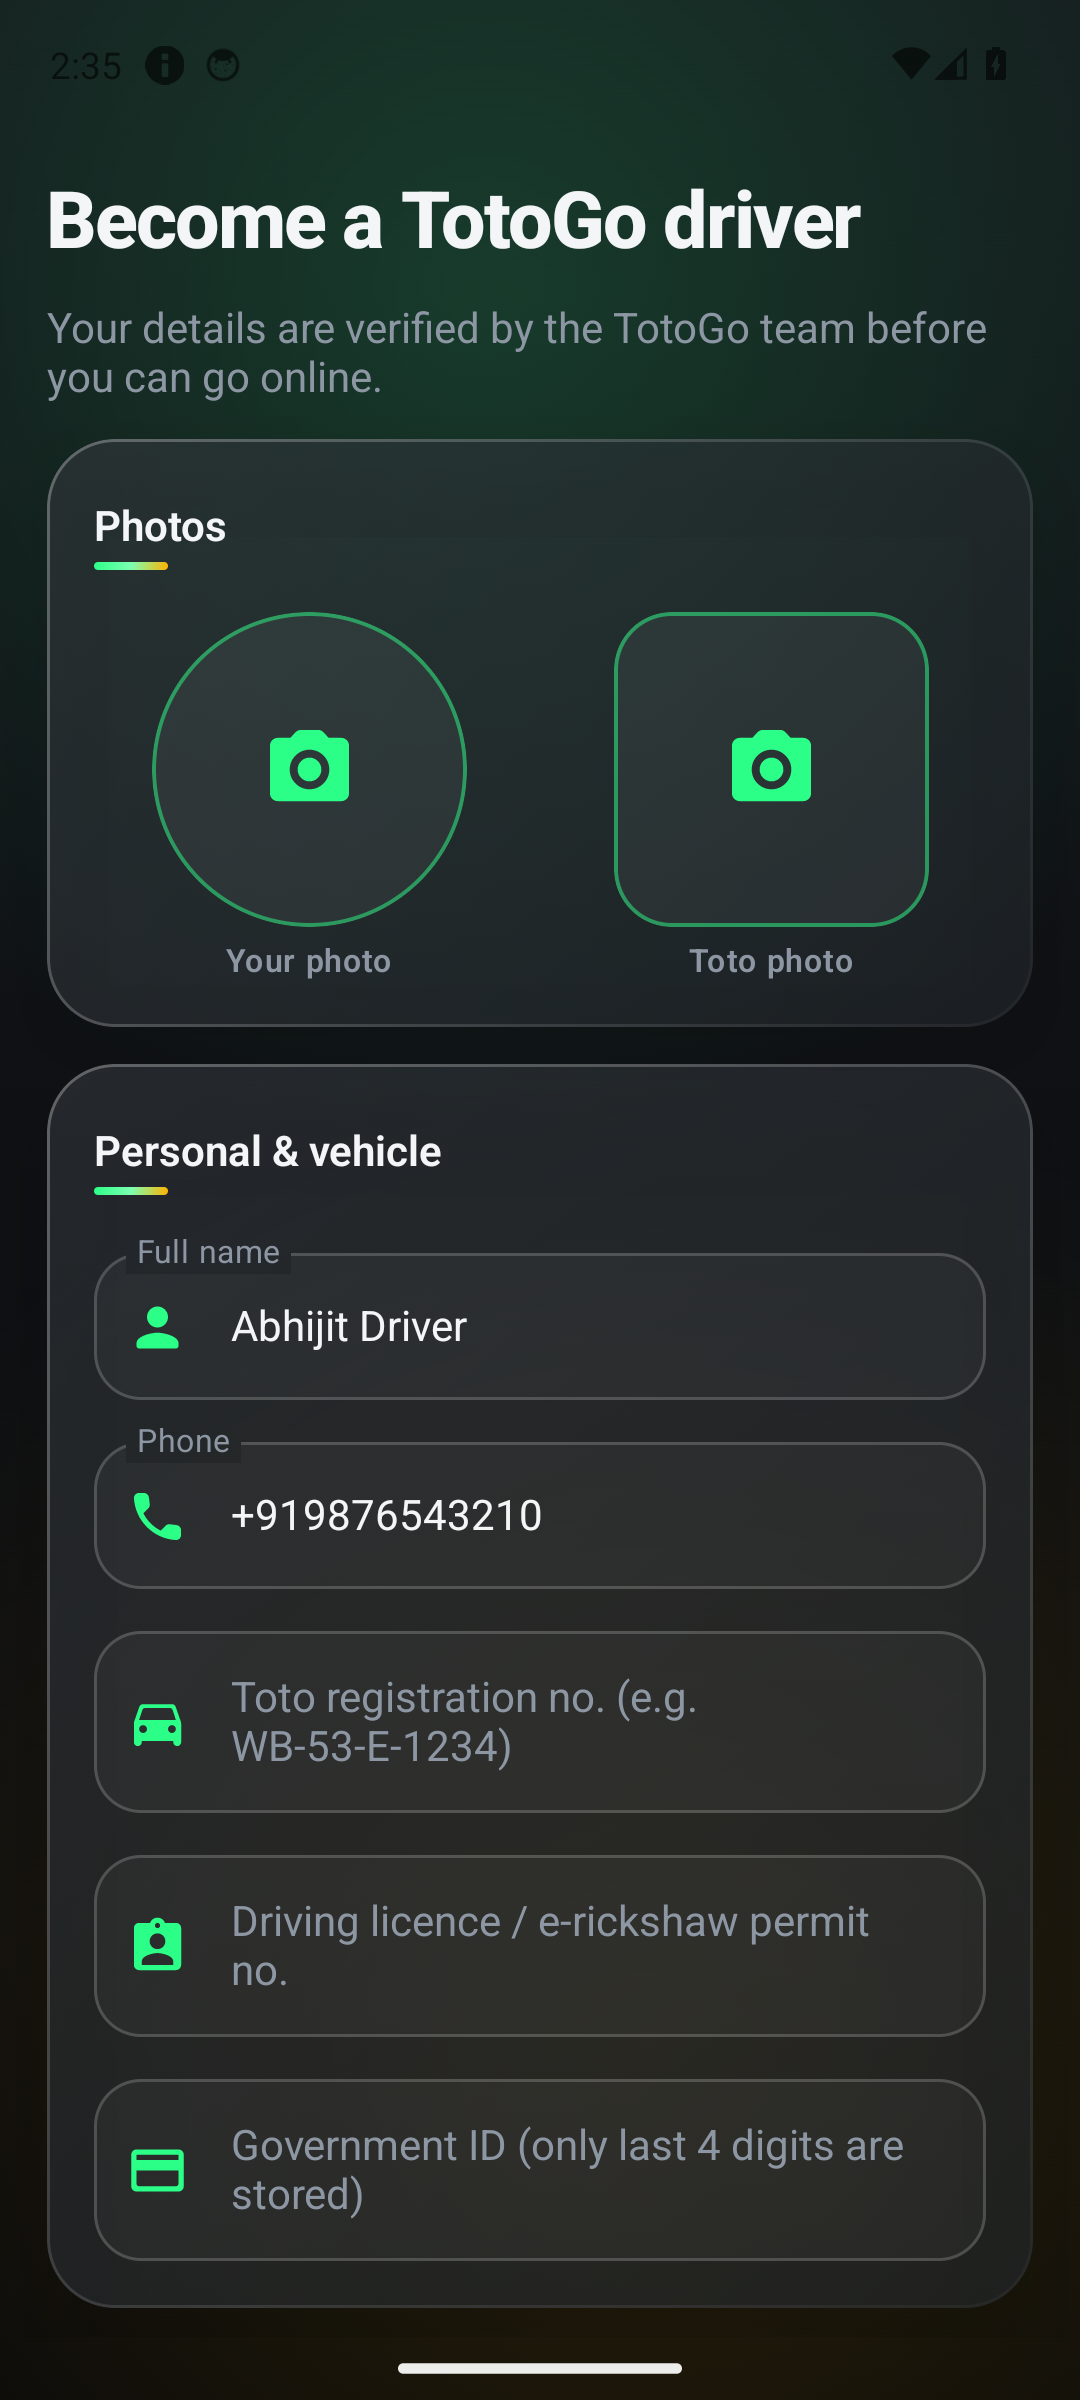 2:35
Become a TotoGo driver
Your details are verified by the TotoGo team before
you can go online.
Photos
Your photo
Toto photo
Personal & vehicle
Full name
Abhijit Driver
Phone
+919876543210
Toto registration no. (e.g.
WB-53-E-1234)
Driving licence / e-rickshaw permit
no.
Government ID (only last 4 digits are
stored)